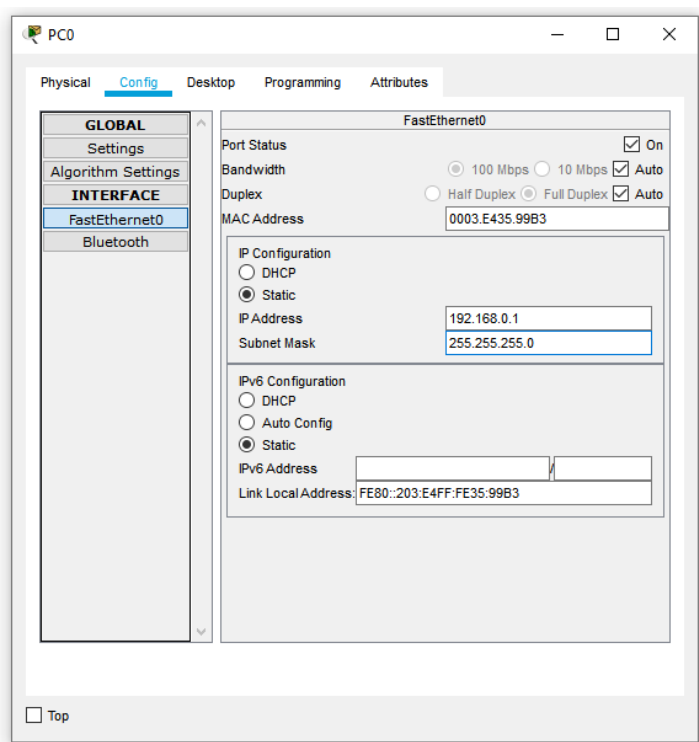 PC0
Physical Config Desktop Programming Attributes
GLOBAL
Settings
Algorithm Settings
INTERFACE
FastEthernet0
Bluetooth
FastEthernet0
Port Status On
Bandwidth 100 Mbps 10 Mbps Auto
Duplex Half Duplex Full Duplex Auto
MAC Address 0003.E435.99B3
IP Configuration
DHCP
Static
IP Address 192.168.0.1
Subnet Mask 255.255.255.0
IPv6 Configuration
DHCP
Auto Config
Static
IPv6 Address /
Link Local Address: FE80::203:E4FF:FE35:99B3
Top